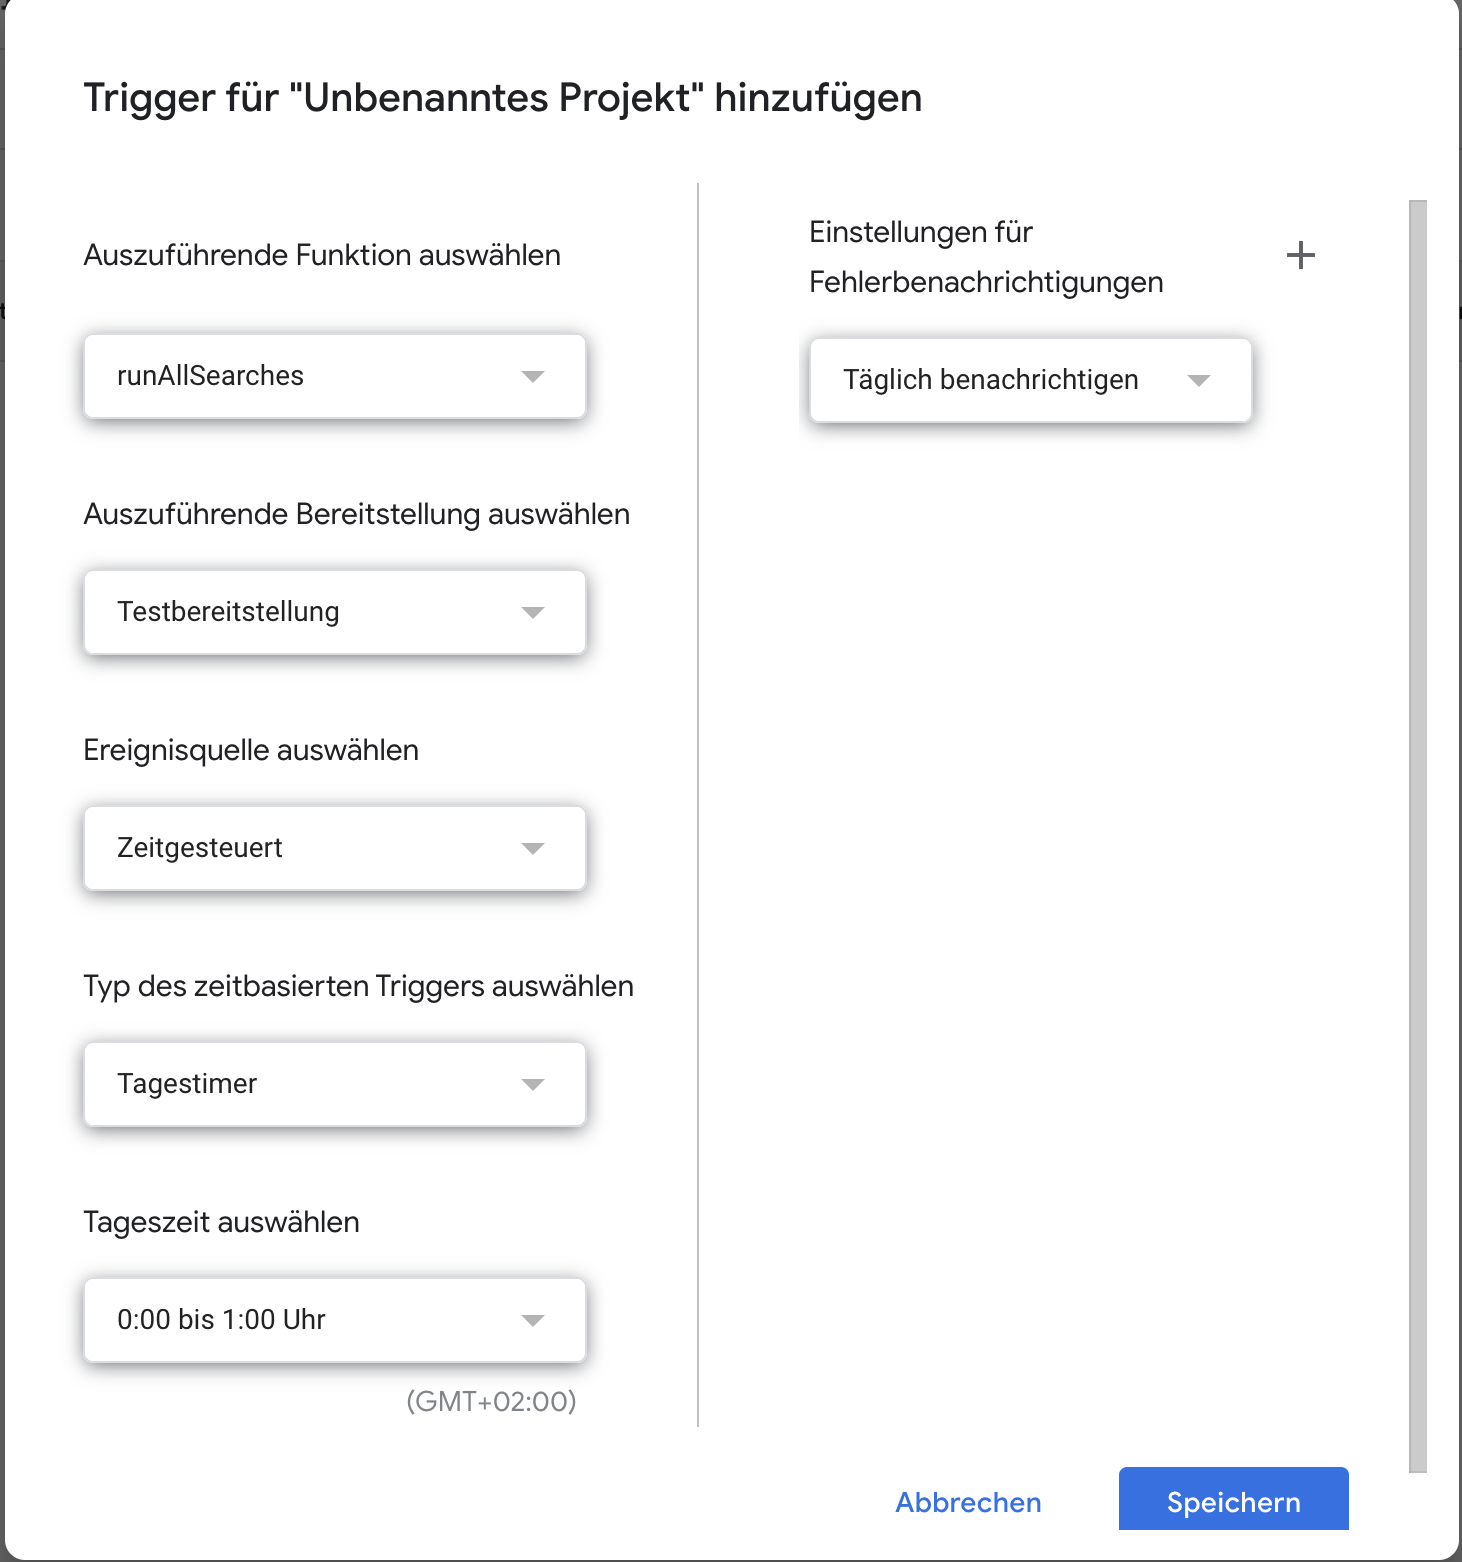 Trigger für "Unbenanntes Projekt" hinzufügen
Auszuführende Funktion auswählen
runAllSearches
Auszuführende Bereitstellung auswählen
Testbereitstellung
Ereignisquelle auswählen
Zeitgesteuert
Typ des zeitbasierten Triggers auswählen
Tagestimer
Tageszeit auswählen
0:00 bis 1:00 Uhr
(GMT+02:00)
Einstellungen für
Fehlerbenachrichtigungen
Täglich benachrichtigen
Abbrechen
Speichern